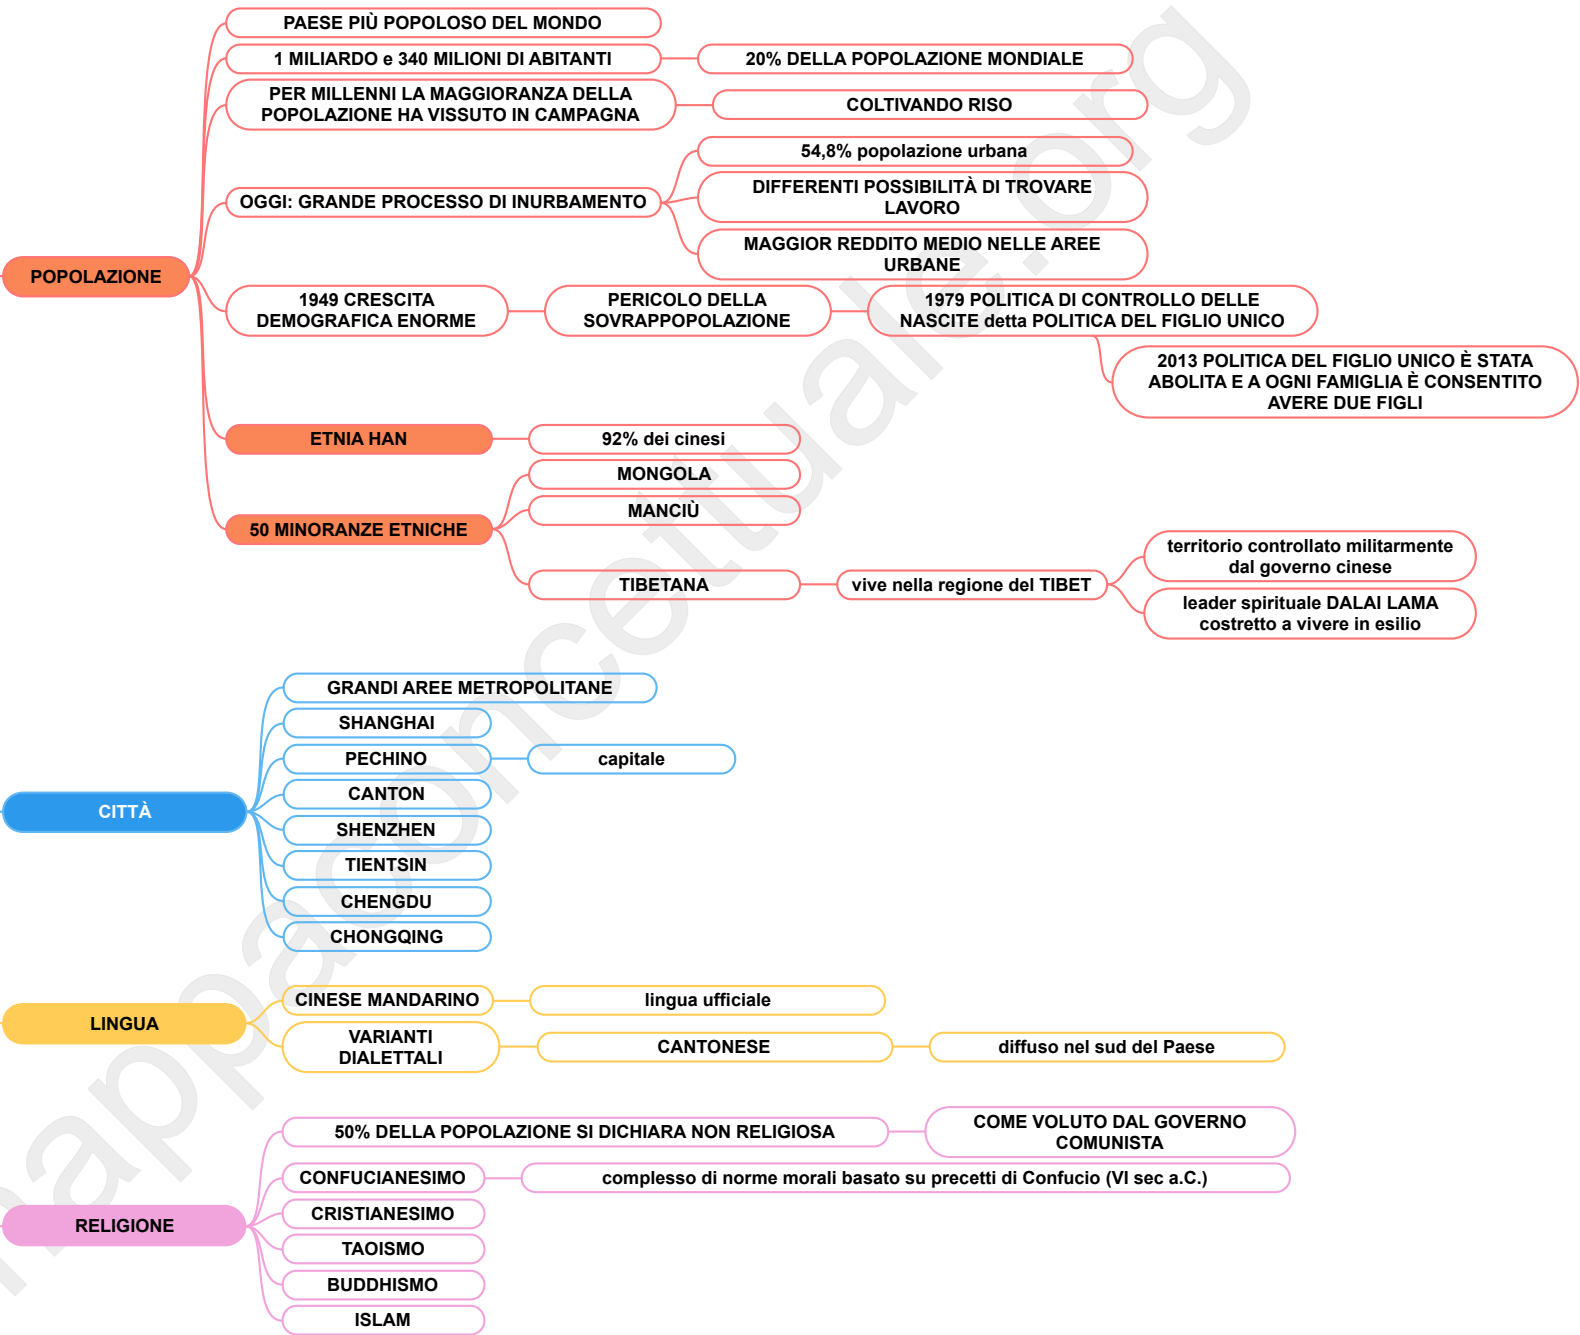 PAESE PIÙ POPOLOSO DEL MONDO
1 MILIARDO e 340 MILIONI DI ABITANTI
20% DELLA POPOLAZIONE MONDIALE
PER MILLENNI LA MAGGIORANZA DELLA
POPOLAZIONE HA VISSUTO IN CAMPAGNA
COLTIVANDO RISO
54,8% popolazione urbana
OGGI: GRANDE PROCESSO DI INURBAMENTO
DIFFERENTI POSSIBILITÀ DI TROVARE
LAVORO
MAGGIOR REDDITO MEDIO NELLE AREE
URBANE
POPOLAZIONE
1949 CRESCITA
DEMOGRAFICA ENORME
PERICOLO DELLA
SOVRAPPOPOLAZIONE
1979 POLITICA DI CONTROLLO DELLE
NASCITE detta POLITICA DEL FIGLIO UNICO
2013 POLITICA DEL FIGLIO UNICO È STATA
ABOLITA E A OGNI FAMIGLIA È CONSENTITO
AVERE DUE FIGLI
ETNIA HAN
92% dei cinesi
50 MINORANZE ETNICHE
MONGOLA
MANCIÙ
TIBETANA
vive nella regione del TIBET
territorio controllato militarmente
dal governo cinese
leader spirituale DALAI LAMA
costretto a vivere in esilio
CITTÀ
GRANDI AREE METROPOLITANE
SHANGHAI
PECHINO
capitale
CANTON
SHENZHEN
TIENTSIN
CHENGDU
CHONGQING
LINGUA
CINESE MANDARINO
lingua ufficiale
VARIANTI
DIALETTALI
CANTONESE
diffuso nel sud del Paese
RELIGIONE
50% DELLA POPOLAZIONE SI DICHIARA NON RELIGIOSA
COME VOLUTO DAL GOVERNO
COMUNISTA
CONFUCIANESIMO
complesso di norme morali basato su precetti di Confucio (VI sec a.C.)
CRISTIANESIMO
TAOISMO
BUDDHISMO
ISLAM
mappaconcettuale.org